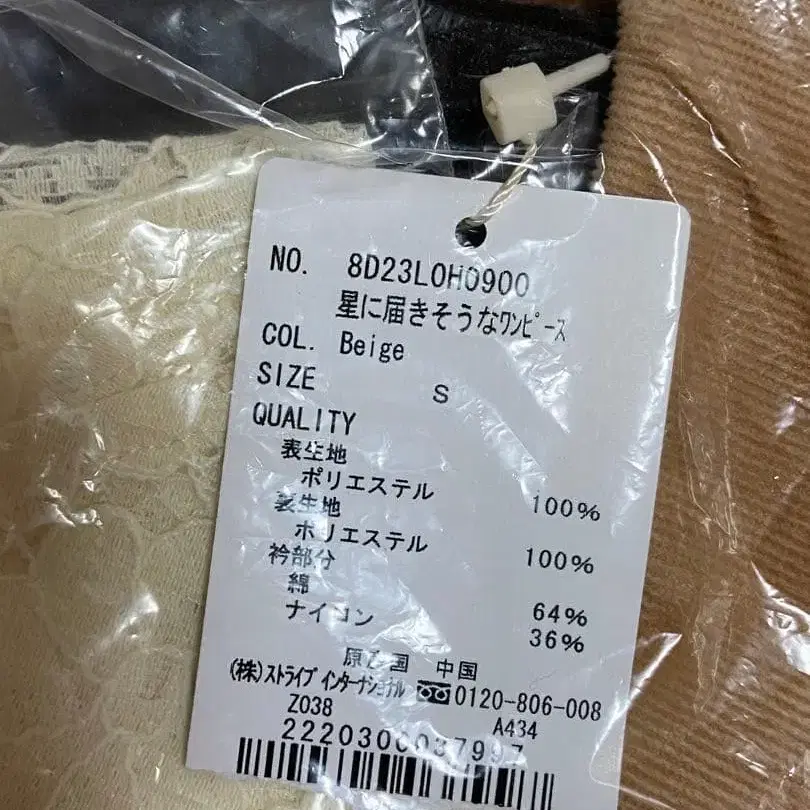 NO. 8D23L0H0900
星に届きそうなワンピース
COL. Beige
SIZE S
QUALITY
表生地
ポリエステル 100%
裏生地
ポリエステル 100%
衿部分
綿 64%
ナイロン 36%
原産国 中国
(株)ストライプ インターナショナル 0120-806-008
Z038 A434
2220300037997